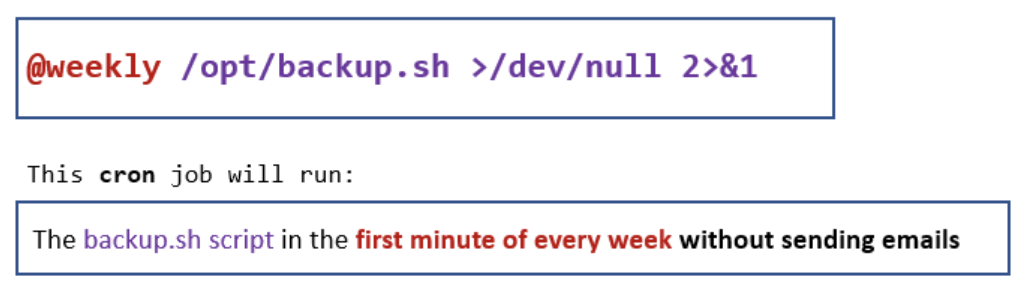 @weekly /opt/backup.sh >/dev/null 2>&1
This cron job will run:
The backup.sh script in the first minute of every week without sending emails